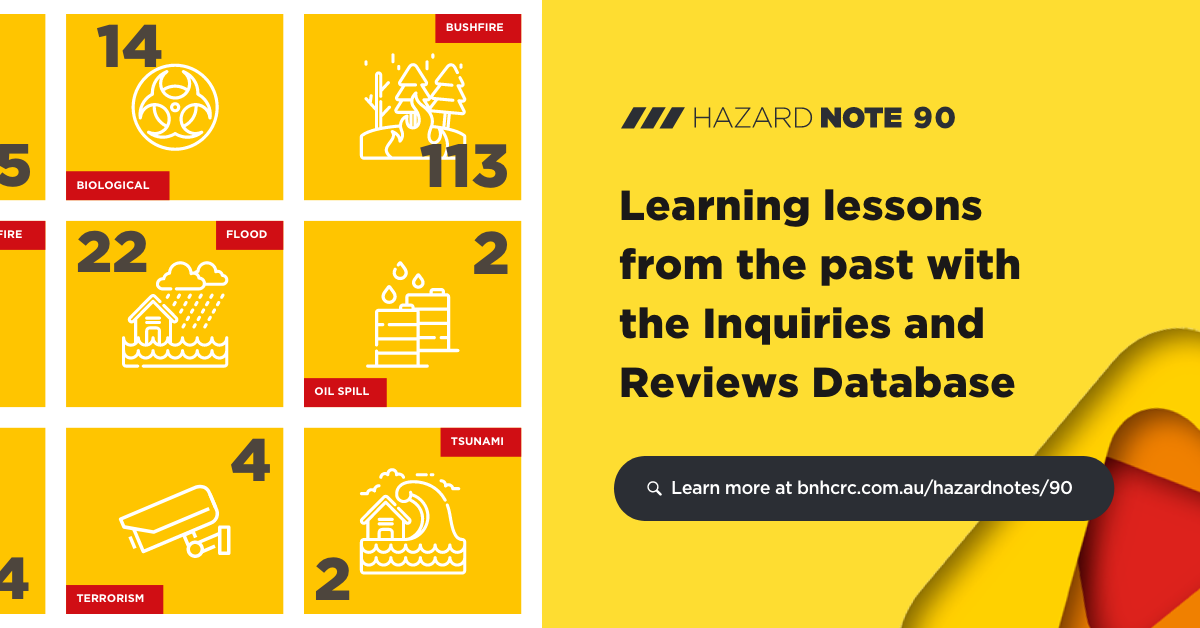 5
14
BIOLOGICAL
BUSHFIRE
113
FIRE
22
FLOOD
2
OIL SPILL
4
4
TERRORISM
TSUNAMI
2
HAZARD NOTE 90
Learning lessons
from the past with
the Inquiries and
Reviews Database
Learn more at bnhcrc.com.au/hazardnotes/90